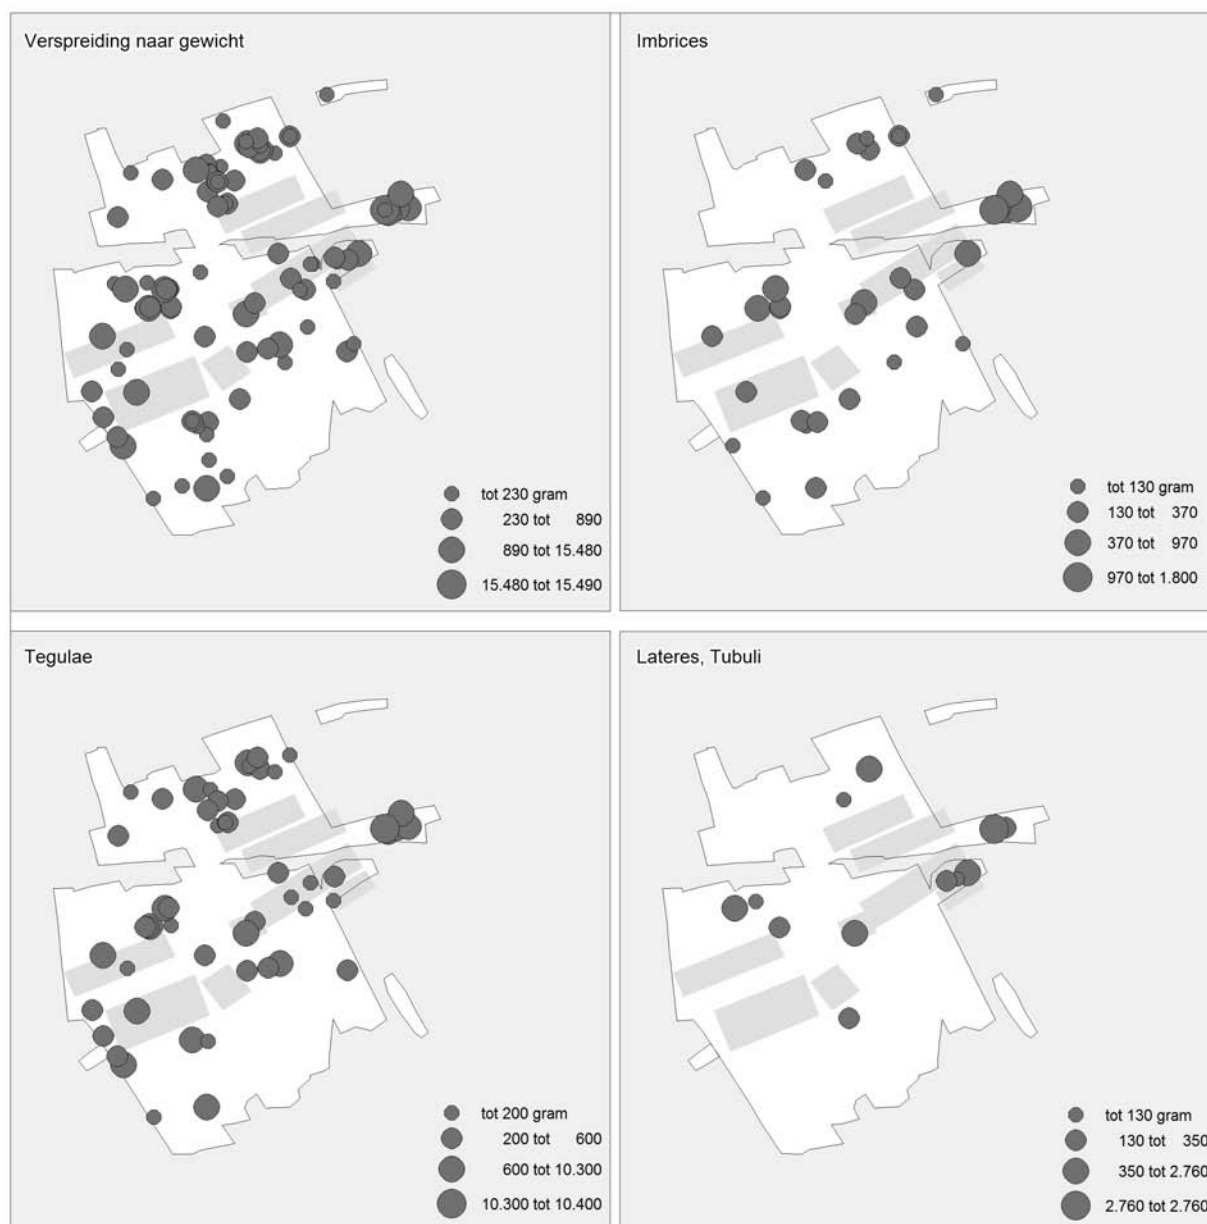 Verspreiding naar gewicht
tot 230 gram
230 tot 890
890 tot 15.480
15.480 tot 15.490
Imbrices
tot 130 gram
130 tot 370
370 tot 970
970 tot 1.800
Tegulae
tot 200 gram
200 tot 600
600 tot 10.300
10.300 tot 10.400
Lateres, Tubuli
tot 130 gram
130 tot 350
350 tot 2.760
2.760 tot 2.760